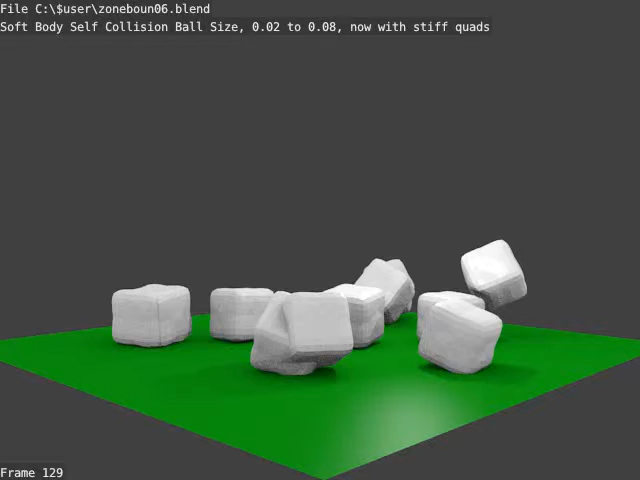 File C:\$user\zoneboun06.blend
Soft Body Self Collision Ball Size, 0.02 to 0.08, now with stiff quads
Frame 129